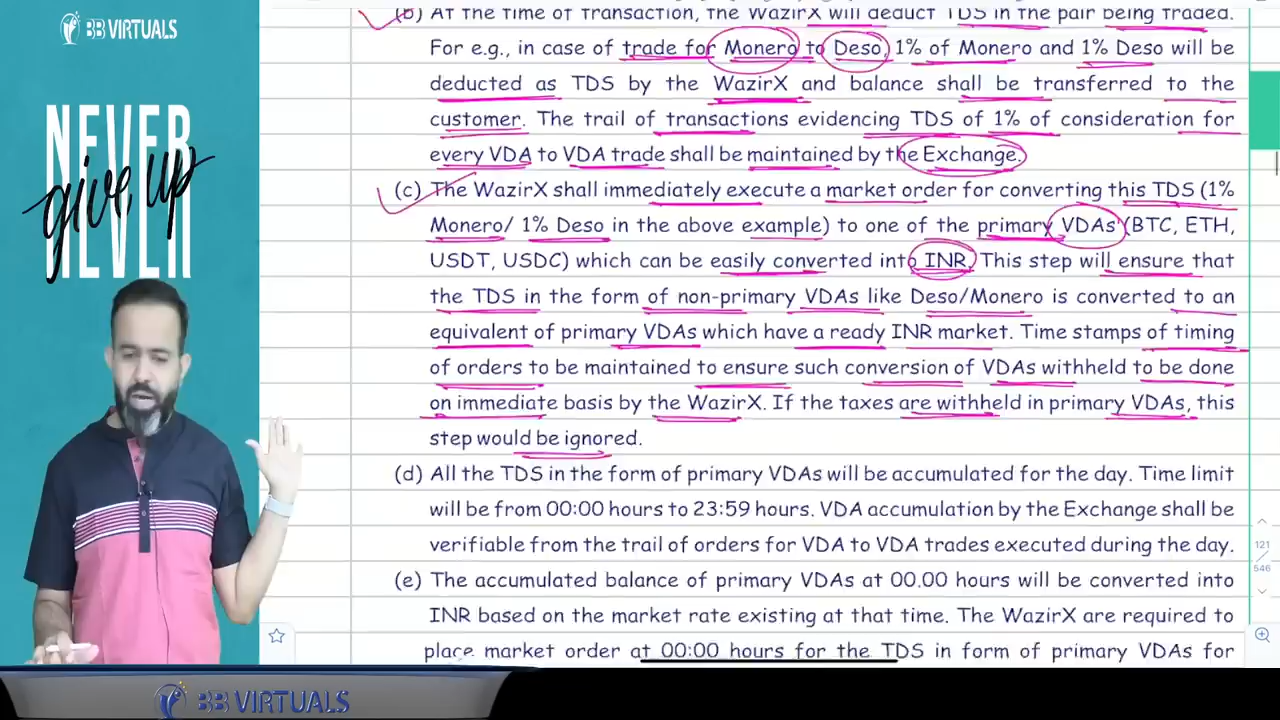 BB VIRTUALS
NEVER
give up
NEVER
(b) At the time of transaction, the WazirX will deduct TDS in the pair being traded.
For e.g., in case of trade for Monero to Deso, 1% of Monero and 1% Deso will be
deducted as TDS by the WazirX and balance shall be transferred to the
customer. The trail of transactions evidencing TDS of 1% of consideration for
every VDA to VDA trade shall be maintained by the Exchange.
(c) The WazirX shall immediately execute a market order for converting this TDS (1%
Monero/ 1% Deso in the above example) to one of the primary VDAs (BTC, ETH,
USDT, USDC) which can be easily converted into INR. This step will ensure that
the TDS in the form of non-primary VDAs like Deso/Monero is converted to an
equivalent of primary VDAs which have a ready INR market. Time stamps of timing
of orders to be maintained to ensure such conversion of VDAs withheld to be done
on immediate basis by the WazirX. If the taxes are withheld in primary VDAs, this
step would be ignored.
(d) All the TDS in the form of primary VDAs will be accumulated for the day. Time limit
will be from 00:00 hours to 23:59 hours. VDA accumulation by the Exchange shall be
verifiable from the trail of orders for VDA to VDA trades executed during the day.
(e) The accumulated balance of primary VDAs at 00.00 hours will be converted into
INR based on the market rate existing at that time. The WazirX are required to
place market order at 00:00 hours for the TDS in form of primary VDAs for
121
546
BB VIRTUALS